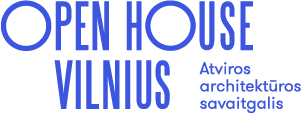 OPEN HOUSE
VILNIUS
Atviros
architektūros
savaitgalis